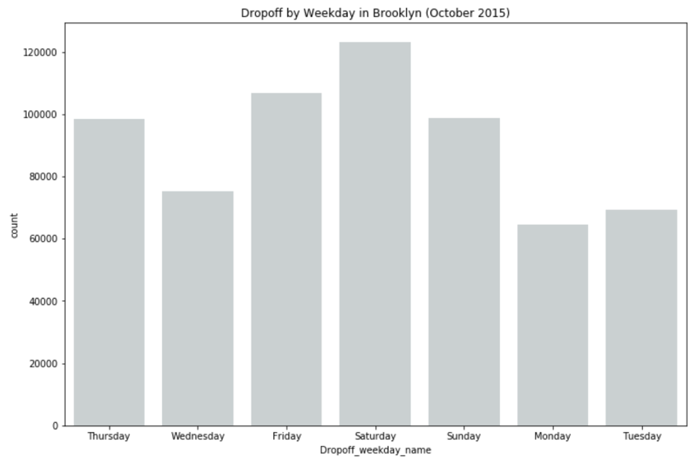 Dropoff by Weekday in Brooklyn (October 2015)
120000
100000
80000
60000
40000
20000
0
count
Thursday Wednesday Friday Saturday Sunday Monday Tuesday
Dropoff_weekday_name